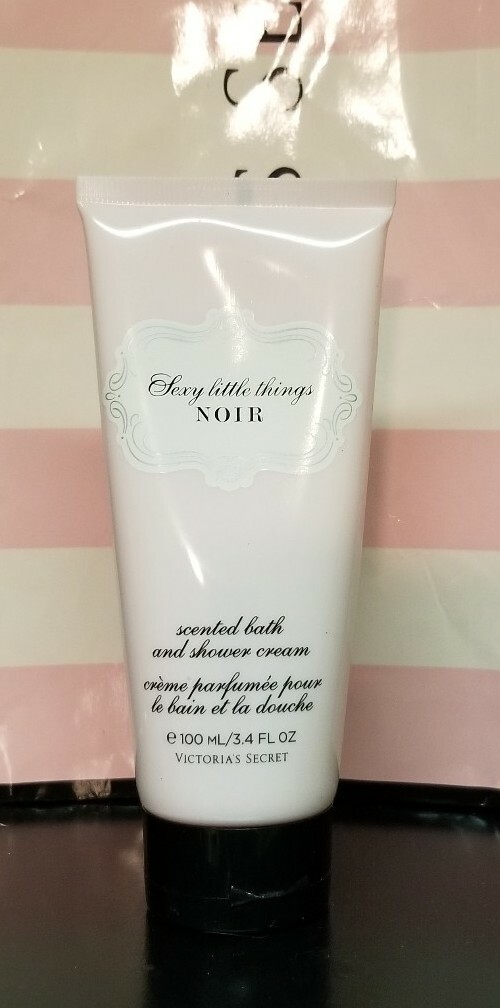 Sexy little things
NOIR
scented bath
and shower cream
crème parfumée pour
le bain et la douche
e 100 ML/3.4 FL OZ
VICTORIA'S SECRET